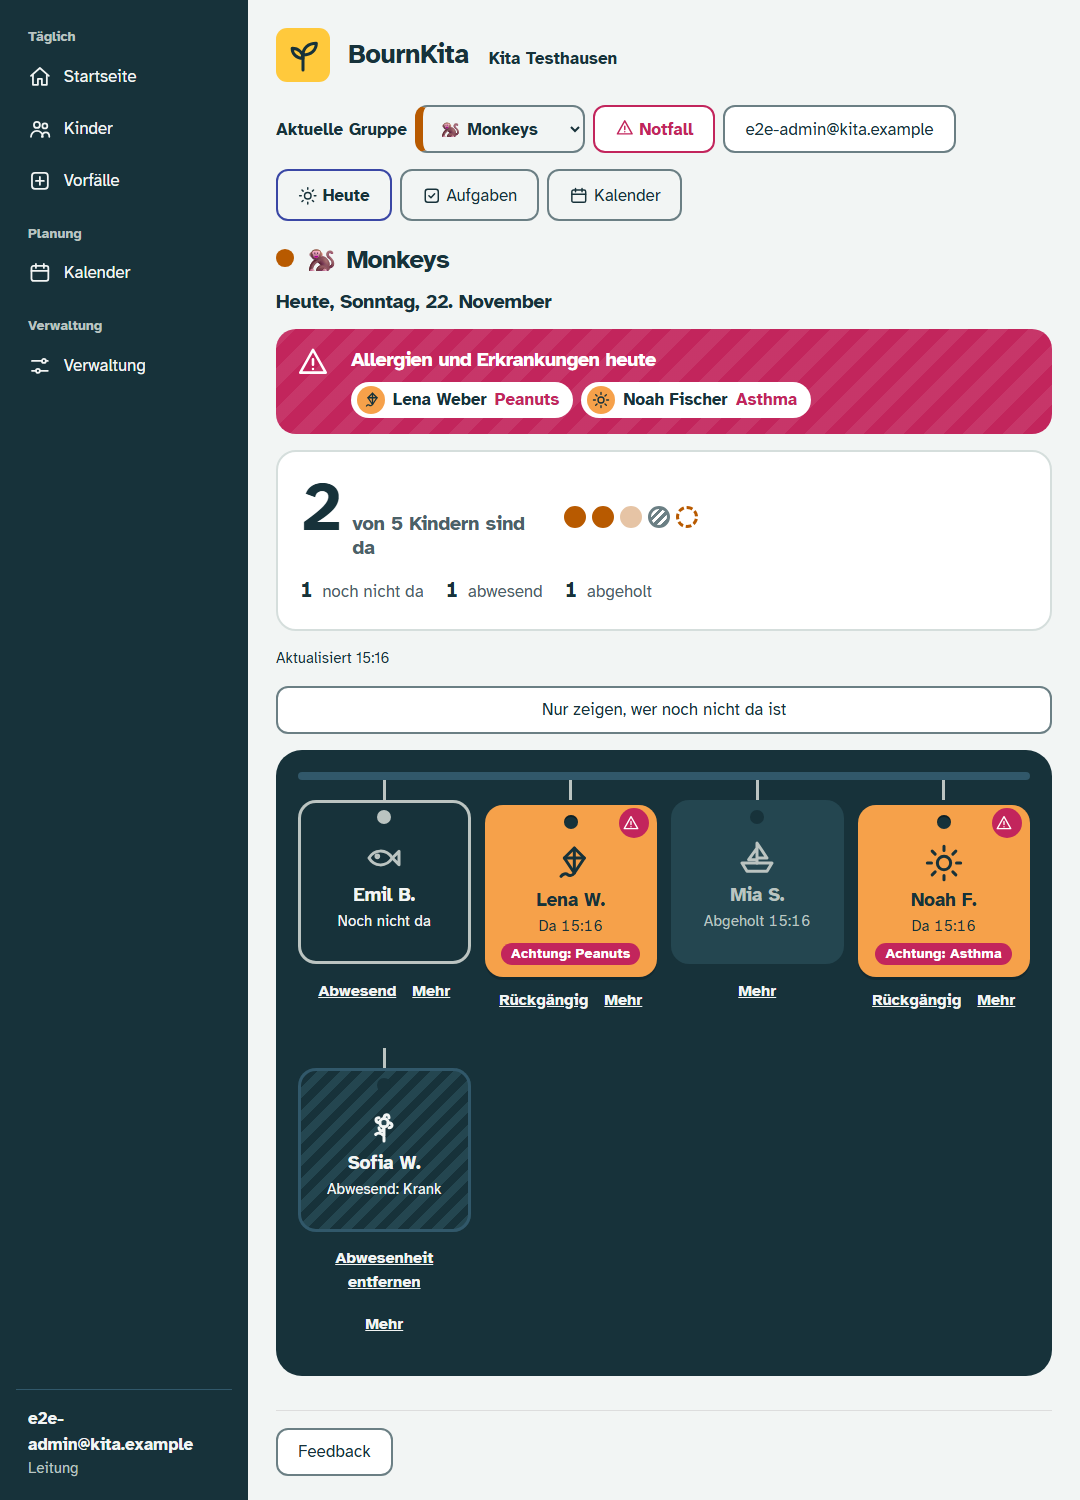 Täglich
Startseite
Kinder
Vorfälle
Planung
Kalender
Verwaltung
Verwaltung
e2e-
admin@kita.example
Leitung
BournKita Kita Testhausen
Aktuelle Gruppe Monkeys Notfall e2e-admin@kita.example
Heute Aufgaben Kalender
Monkeys
Heute, Sonntag, 22. November
Allergien und Erkrankungen heute
Lena Weber Peanuts Noah Fischer Asthma
2 von 5 Kindern sind
da
1 noch nicht da 1 abwesend 1 abgeholt
Aktualisiert 15:16
Nur zeigen, wer noch nicht da ist
Emil B.
Noch nicht da
Abwesend Mehr
Lena W.
Da 15:16
Achtung: Peanuts
Rückgängig Mehr
Mia S.
Abgeholt 15:16
Mehr
Noah F.
Da 15:16
Achtung: Asthma
Rückgängig Mehr
Sofia W.
Abwesend: Krank
Abwesenheit
entfernen
Mehr
Feedback